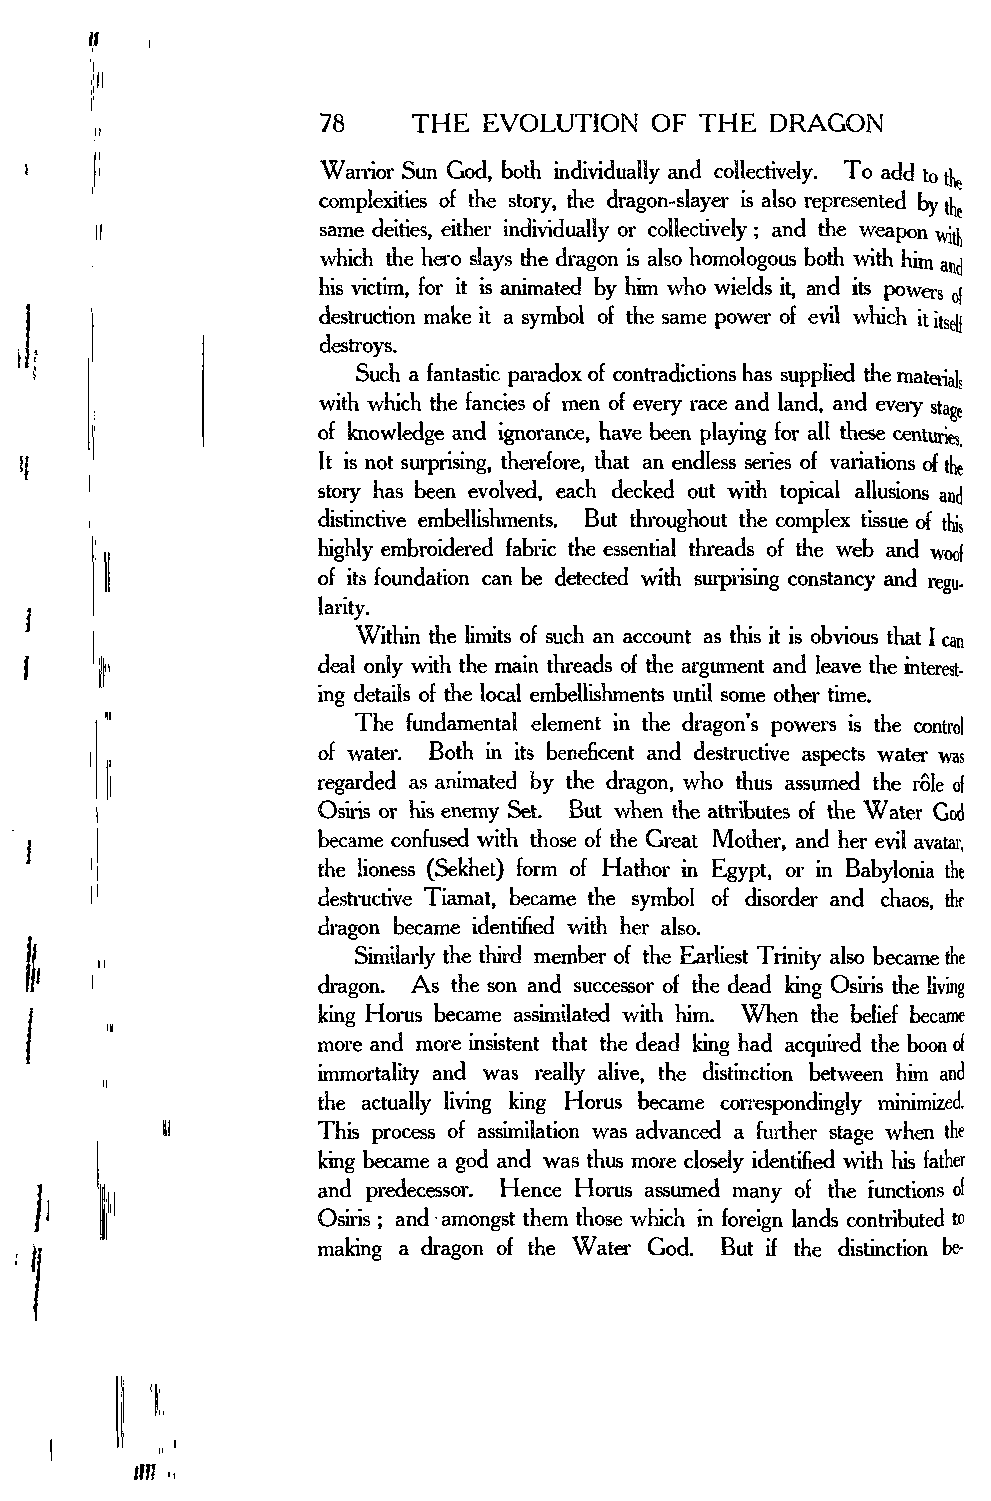 78 THE EVOLUTION OF THE DRAGON
Warrior Sun God, both individually and collectively. To add to the
complexities of the story, the dragon-slayer is also represented by the
same deities, either individually or collectively ; and the weapon with
which the hero slays the dragon is also homologous both with him and
his victim, for it is animated by him who wields it, and its powers of
destruction make it a symbol of the same power of evil which it itself
destroys.
Such a fantastic paradox of contradictions has supplied the materials
with which the fancies of men of every race and land, and every stage
of knowledge and ignorance, have been playing for all these centuries.
It is not surprising, therefore, that an endless series of variations of the
story has been evolved, each decked out with topical allusions and
distinctive embellishments. But throughout the complex tissue of this
highly embroidered fabric the essential threads of the web and woof
of its foundation can be detected with surprising constancy and regu-
larity.
Within the limits of such an account as this it is obvious that I can
deal only with the main threads of the argument and leave the interest-
ing details of the local embellishments until some other time.
The fundamental element in the dragon's powers is the control
of water. Both in its beneficent and destructive aspects water was
regarded as animated by the dragon, who thus assumed the rôle of
Osiris or his enemy Set. But when the attributes of the Water God
became confused with those of the Great Mother, and her evil avatar,
the lioness (Sekhet) form of Hathor in Egypt, or in Babylonia the
destructive Tiamat, became the symbol of disorder and chaos, the
dragon became identified with her also.
Similarly the third member of the Earliest Trinity also became the
dragon. As the son and successor of the dead king Osiris the living
king Horus became assimilated with him. When the belief became
more and more insistent that the dead king had acquired the boon of
immortality and was really alive, the distinction between him and
the actually living king Horus became correspondingly minimized.
This process of assimilation was advanced a further stage when the
king became a god and was thus more closely identified with his father
and predecessor. Hence Horus assumed many of the functions of
Osiris ; and amongst them those which in foreign lands contributed to
making a dragon of the Water God. But if the distinction be-